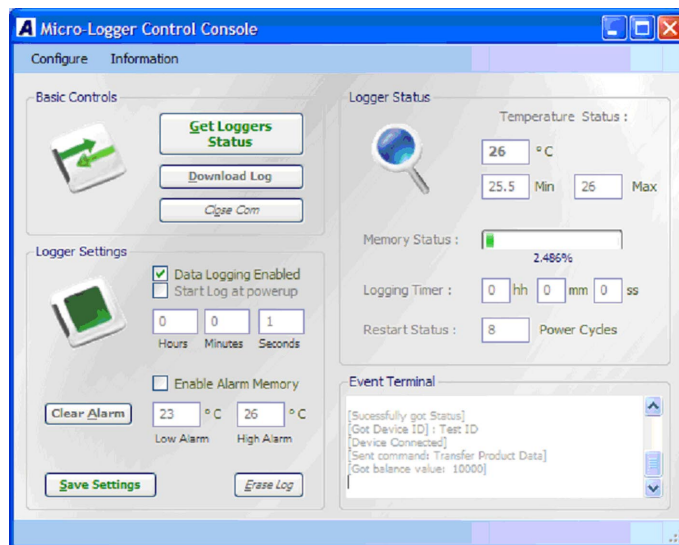 A Micro-Logger Control Console
Configure Information
Basic Controls
Get Loggers
Status
Download Log
Close Com
Logger Settings
Data Logging Enabled
Start Log at powerup
0 0 1
Hours Minutes Seconds
Enable Alarm Memory
Clear Alarm 23 °C 26 °C
Low Alarm High Alarm
Save Settings Erase Log
Logger Status
Temperature Status :
26 °C
25.5 Min 26 Max
Memory Status :
2.486%
Logging Timer : 0 hh 0 mm 0 ss
Restart Status : 8 Power Cycles
Event Terminal
[Sucessfully got Status]
[Got Device ID] : Test ID
[Device Connected]
[Sent command: Transfer Product Data]
[Got balance value: 10000]